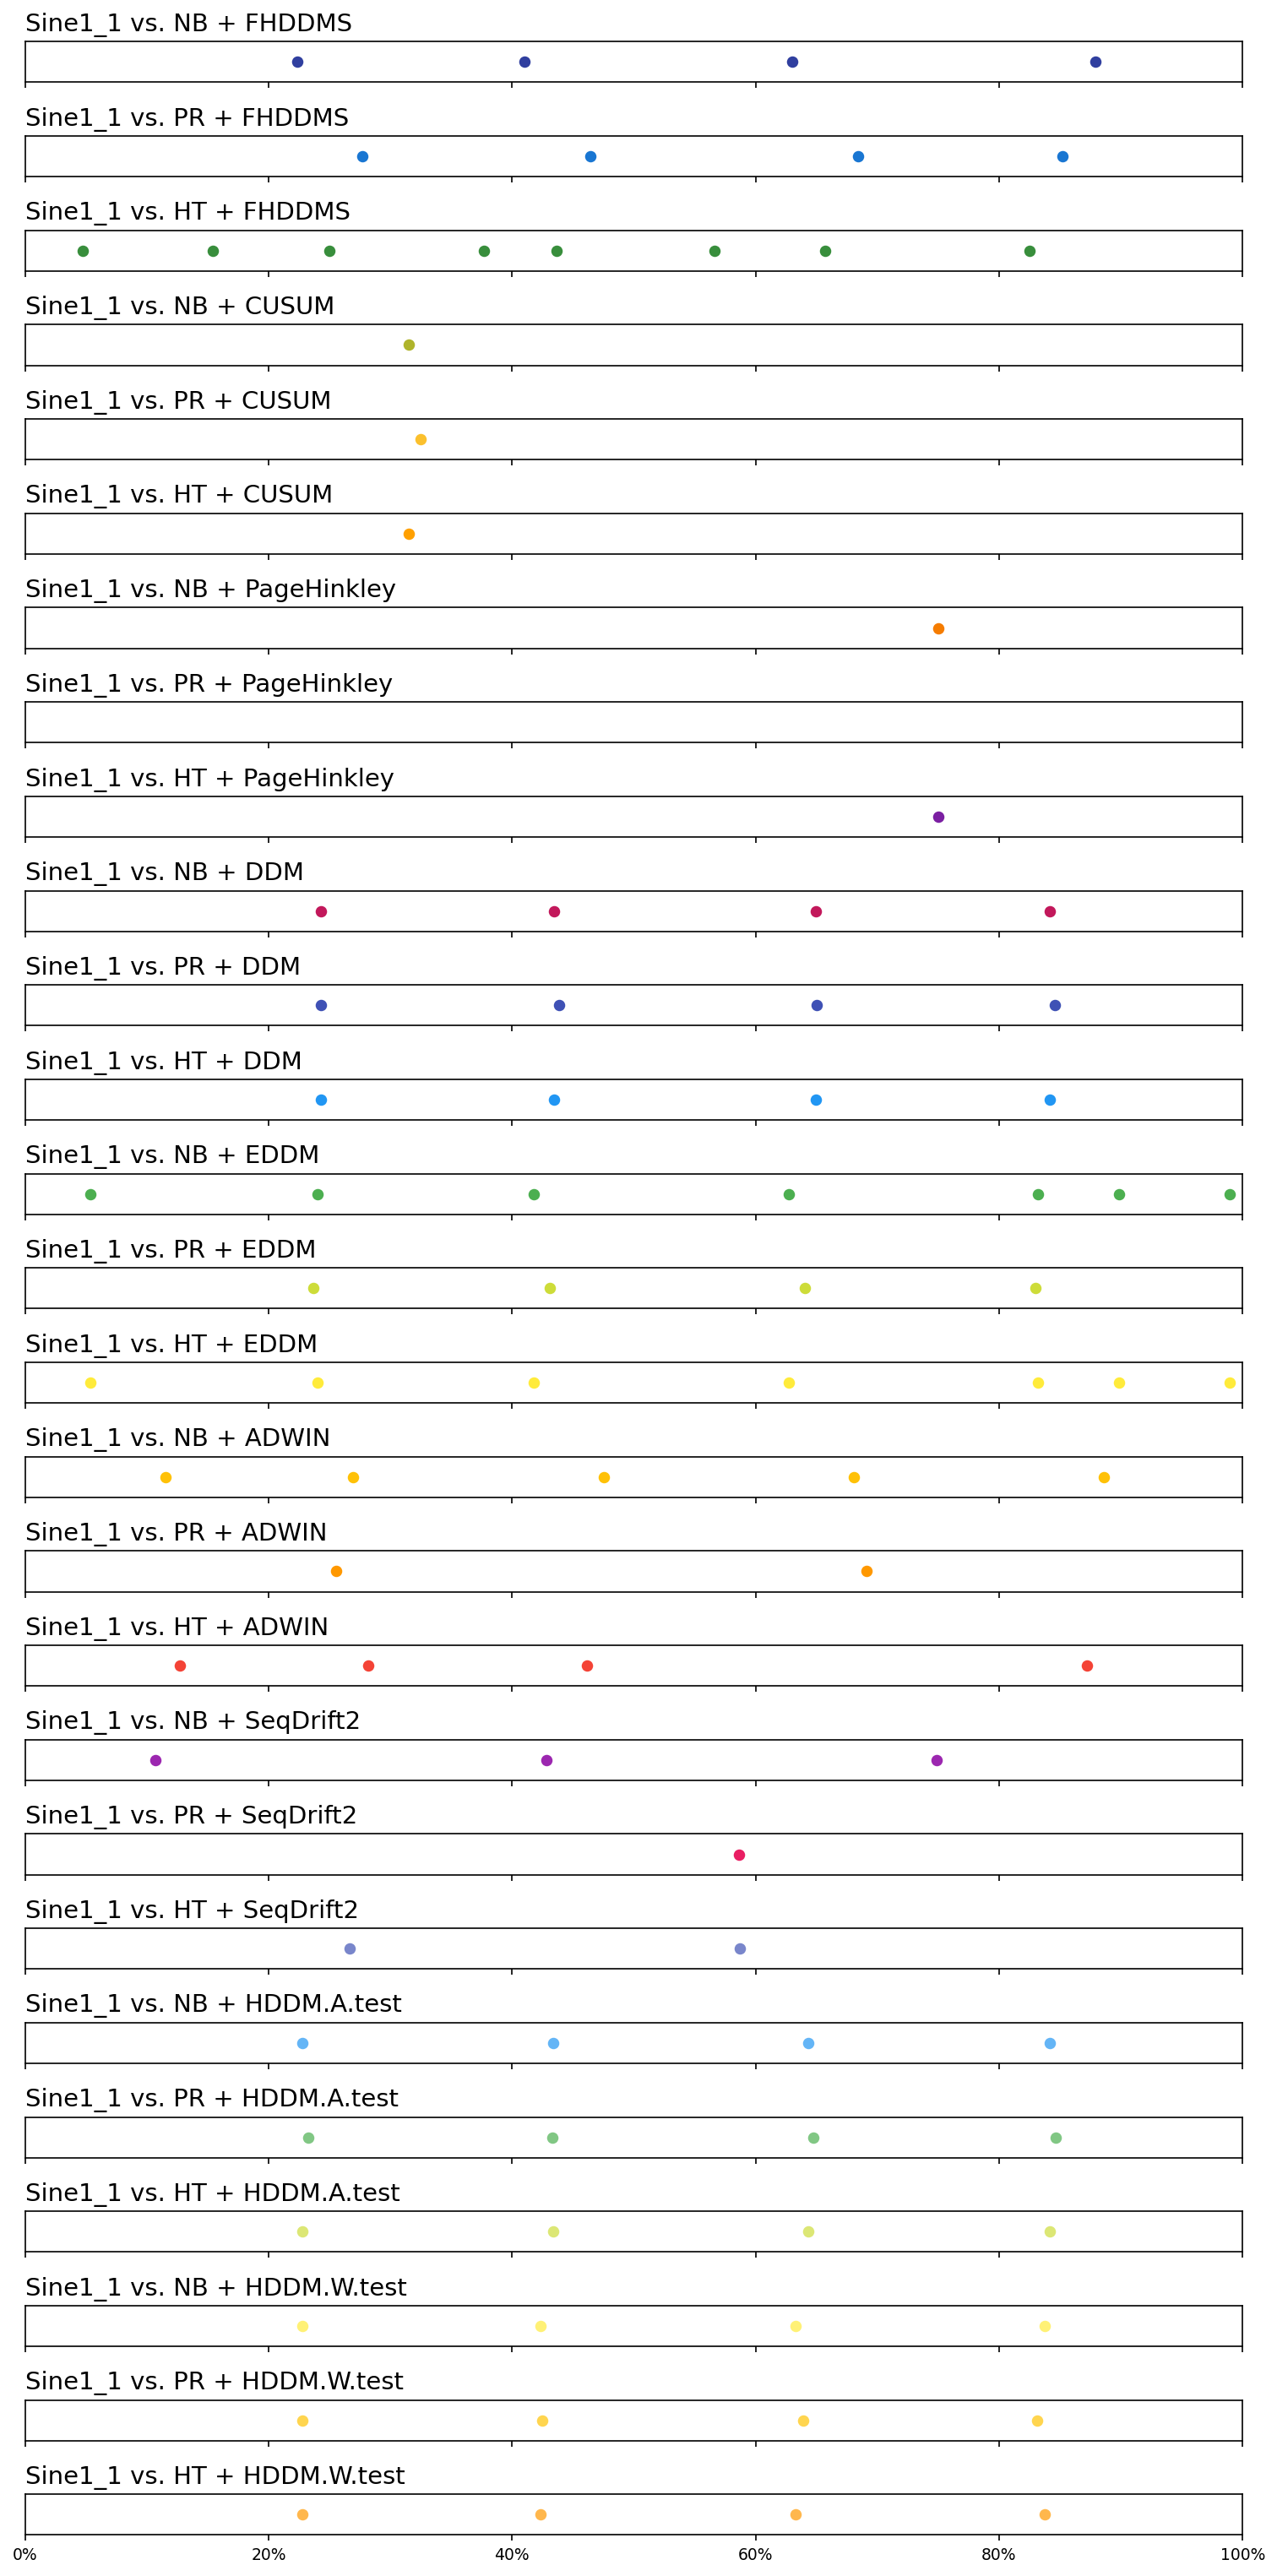 Sine1_1 vs. NB + FHDDMS
Sine1_1 vs. PR + FHDDMS
Sine1_1 vs. HT + FHDDMS
Sine1_1 vs. NB + CUSUM
Sine1_1 vs. PR + CUSUM
Sine1_1 vs. HT + CUSUM
Sine1_1 vs. NB + PageHinkley
Sine1_1 vs. PR + PageHinkley
Sine1_1 vs. HT + PageHinkley
Sine1_1 vs. NB + DDM
Sine1_1 vs. PR + DDM
Sine1_1 vs. HT + DDM
Sine1_1 vs. NB + EDDM
Sine1_1 vs. PR + EDDM
Sine1_1 vs. HT + EDDM
Sine1_1 vs. NB + ADWIN
Sine1_1 vs. PR + ADWIN
Sine1_1 vs. HT + ADWIN
Sine1_1 vs. NB + SeqDrift2
Sine1_1 vs. PR + SeqDrift2
Sine1_1 vs. HT + SeqDrift2
Sine1_1 vs. NB + HDDM.A.test
Sine1_1 vs. PR + HDDM.A.test
Sine1_1 vs. HT + HDDM.A.test
Sine1_1 vs. NB + HDDM.W.test
Sine1_1 vs. PR + HDDM.W.test
Sine1_1 vs. HT + HDDM.W.test
0% 20% 40% 60% 80% 100%